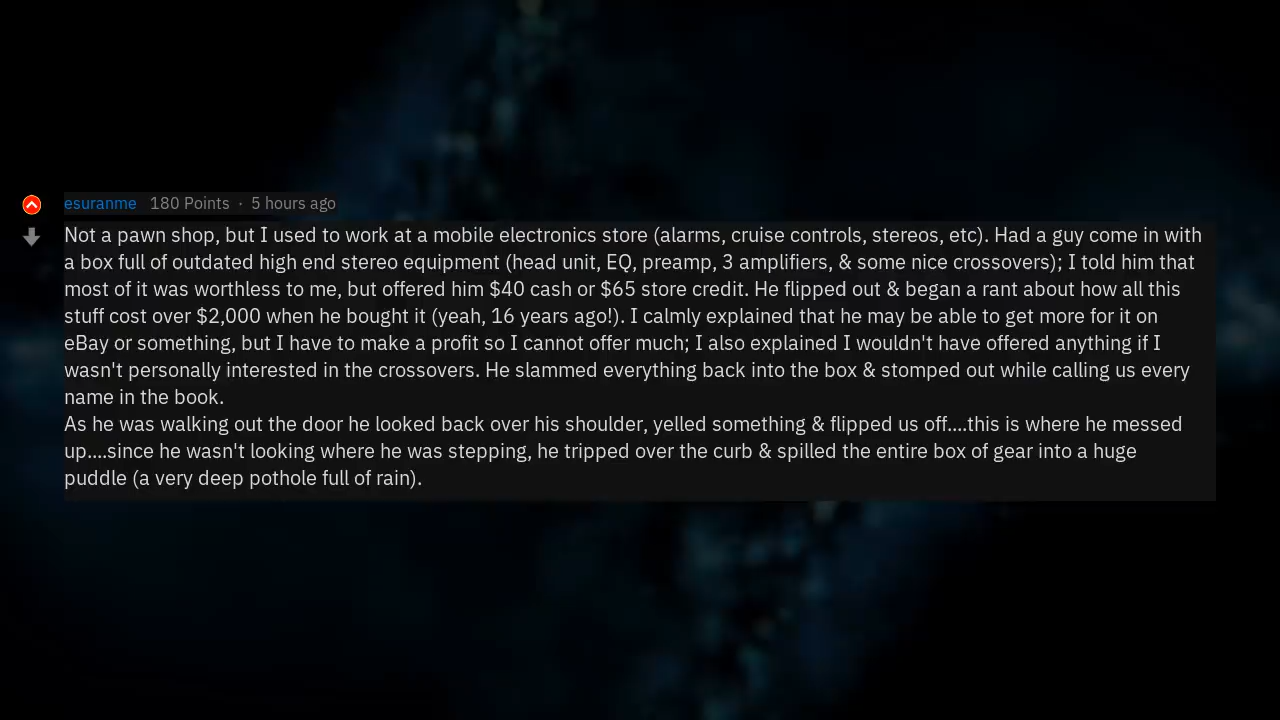 esuranme 180 Points · 5 hours ago
Not a pawn shop, but I used to work at a mobile electronics store (alarms, cruise controls, stereos, etc). Had a guy come in with
a box full of outdated high end stereo equipment (head unit, EQ, preamp, 3 amplifiers, & some nice crossovers); I told him that
most of it was worthless to me, but offered him $40 cash or $65 store credit. He flipped out & began a rant about how all this
stuff cost over $2,000 when he bought it (yeah, 16 years ago!). I calmly explained that he may be able to get more for it on
eBay or something, but I have to make a profit so I cannot offer much; I also explained I wouldn't have offered anything if I
wasn't personally interested in the crossovers. He slammed everything back into the box & stomped out while calling us every
name in the book.
As he was walking out the door he looked back over his shoulder, yelled something & flipped us off....this is where he messed
up....since he wasn't looking where he was stepping, he tripped over the curb & spilled the entire box of gear into a huge
puddle (a very deep pothole full of rain).